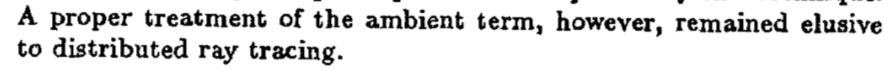 A proper treatment of the ambient term, however, remained elusive
to distributed ray tracing.